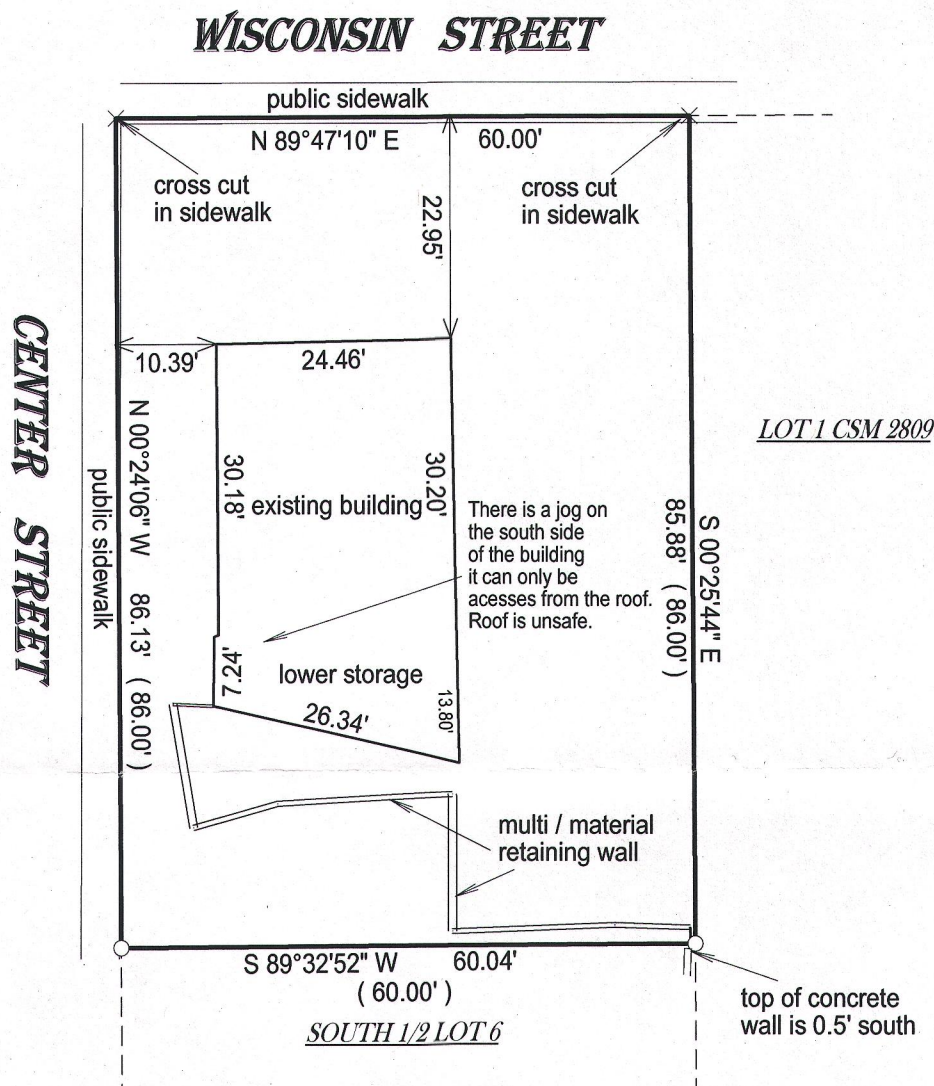 WISCONSIN STREET
public sidewalk
N 89°47'10" E 60.00'
cross cut
in sidewalk
cross cut
in sidewalk
22.95'
10.39'
24.46'
CENTER STREET
public sidewalk
N 00°24'06" W 86.13' ( 86.00' )
30.18'
existing building
30.20'
There is a jog on
the south side
of the building
it can only be
acesses from the roof.
Roof is unsafe.
S 00°25'44" E
85.88' ( 86.00' )
LOT 1 CSM 2809
7.24'
lower storage
13.80'
26.34'
multi / material
retaining wall
S 89°32'52" W 60.04'
( 60.00' )
SOUTH 1/2 LOT 6
top of concrete
wall is 0.5' south